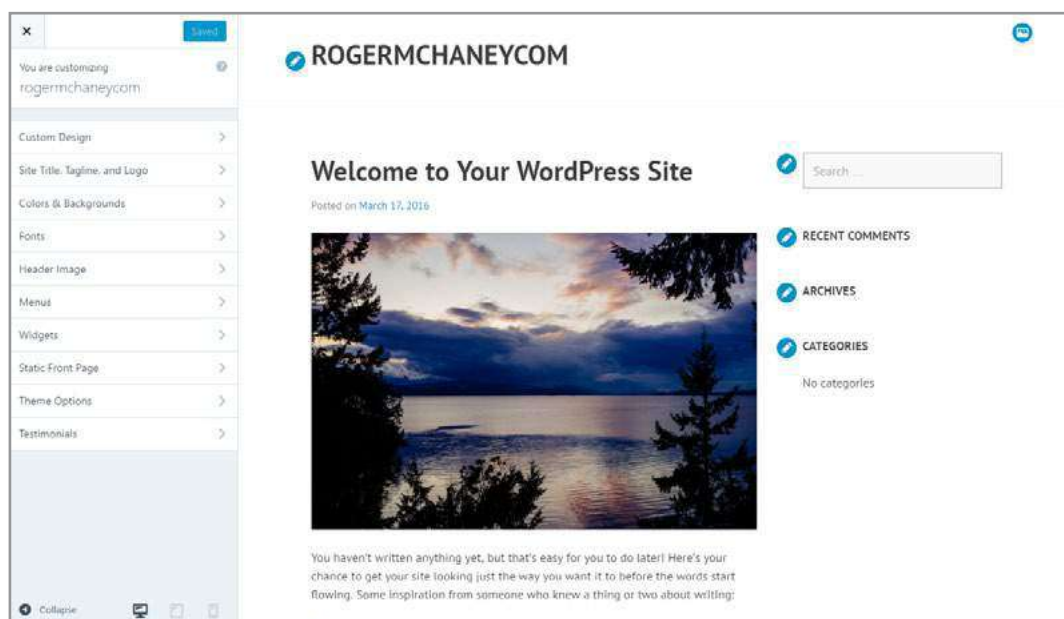 Saved
You are customizing
rogermchaneycom
Custom Design
Site Title, Tagline, and Logo
Colors & Backgrounds
Fonts
Header Image
Menus
Widgets
Static Front Page
Theme Options
Testimonials
Collapse
ROGERMCHANEYCOM
Welcome to Your WordPress Site
Posted on March 17, 2016
You haven't written anything yet, but that's easy for you to do later! Here's your
chance to get your site looking just the way you want it to before the words start
flowing. Some inspiration from someone who knew a thing or two about writing:
Search ...
RECENT COMMENTS
ARCHIVES
CATEGORIES
No categories